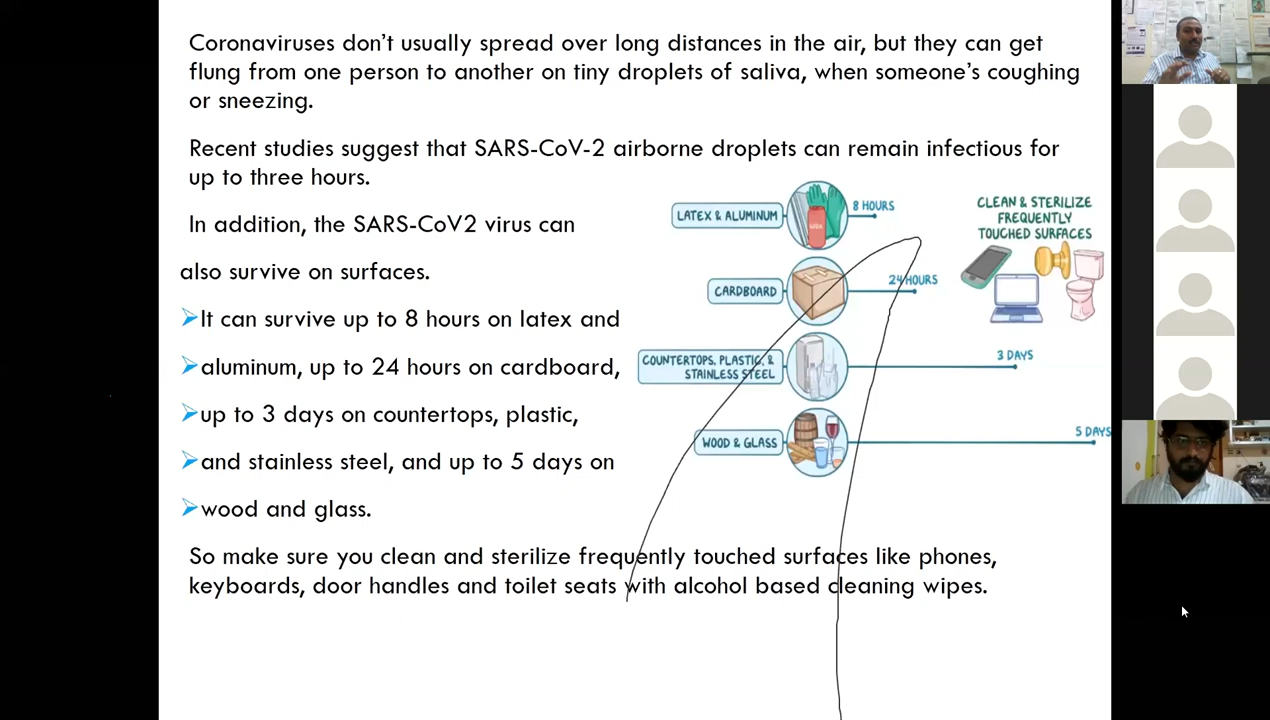 Coronaviruses don't usually spread over long distances in the air, but they can get
flung from one person to another on tiny droplets of saliva, when someone's coughing
or sneezing.
Recent studies suggest that SARS-CoV-2 airborne droplets can remain infectious for
up to three hours.
In addition, the SARS-CoV2 virus can
also survive on surfaces.
It can survive up to 8 hours on latex and
aluminum, up to 24 hours on cardboard,
up to 3 days on countertops, plastic,
and stainless steel, and up to 5 days on
wood and glass.
LATEX & ALUMINUM
8 HOURS
CARDBOARD
24 HOURS
COUNTERTOPS, PLASTIC, &
STAINLESS STEEL
3 DAYS
WOOD & GLASS
5 DAYS
CLEAN & STERILIZE
FREQUENTLY
TOUCHED SURFACES
So make sure you clean and sterilize frequently touched surfaces like phones,
keyboards, door handles and toilet seats with alcohol based cleaning wipes.